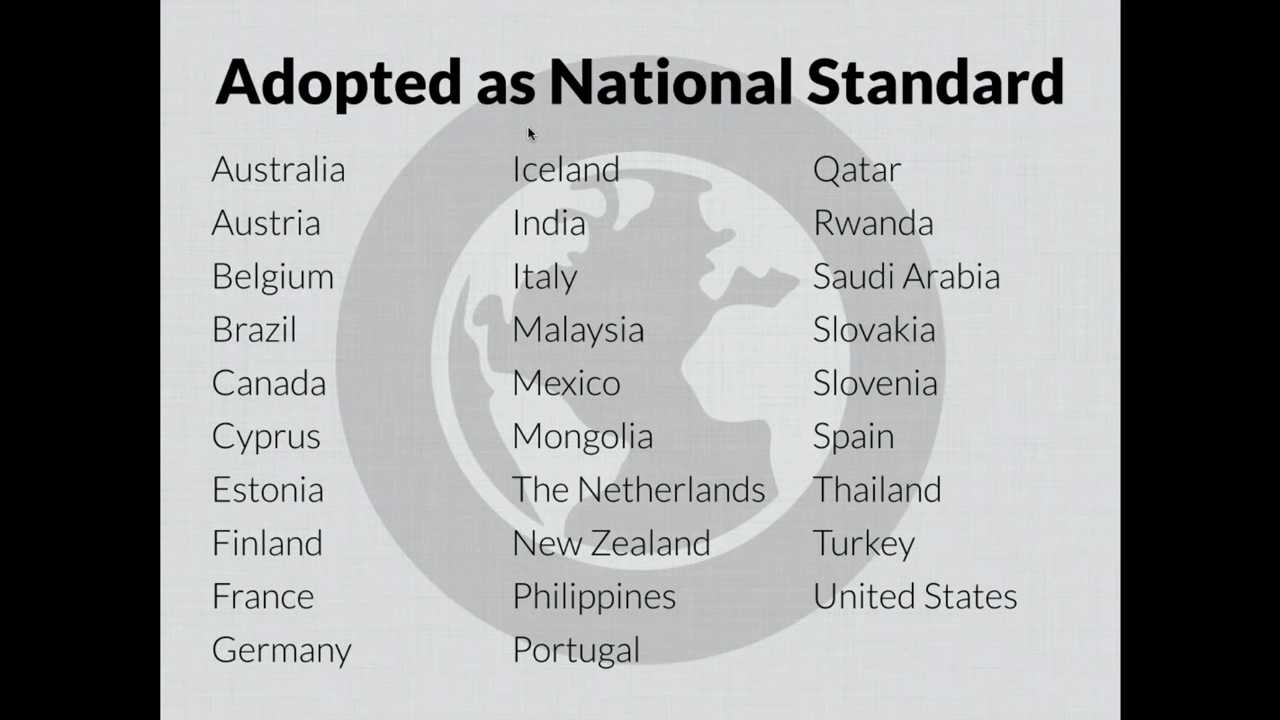 Adopted as National Standard
Australia
Austria
Belgium
Brazil
Canada
Cyprus
Estonia
Finland
France
Germany
Iceland
India
Italy
Malaysia
Mexico
Mongolia
The Netherlands
New Zealand
Philippines
Portugal
Qatar
Rwanda
Saudi Arabia
Slovakia
Slovenia
Spain
Thailand
Turkey
United States